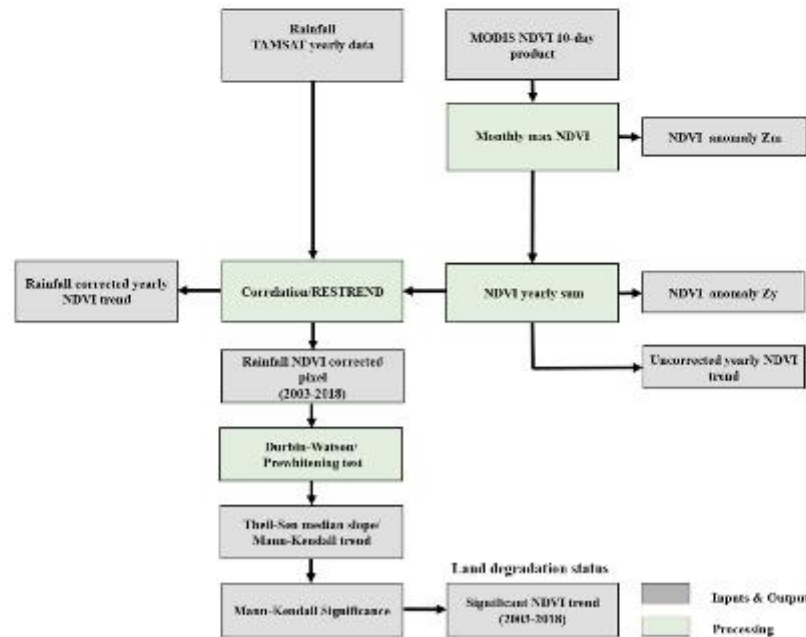 Rainfall
TAMSAT yearly data
MODIS NDVI 10-day
product
Monthly max NDVI
NDVI anomaly Zm
Rainfall corrected yearly
NDVI trend
Correlation/RESTREND
NDVI yearly sum
NDVI anomaly Zy
Rainfall NDVI corrected
pixel
(2003-2018)
Uncorrected yearly NDVI
trend
Durbin-Watson/
Prewhitening test
Theil-Sen median slope/
Mann-Kendall trend
Land degradation status
Mann-Kendall Significance
Significant NDVI trend
(2003-2018)
Inputs & Output
Processing